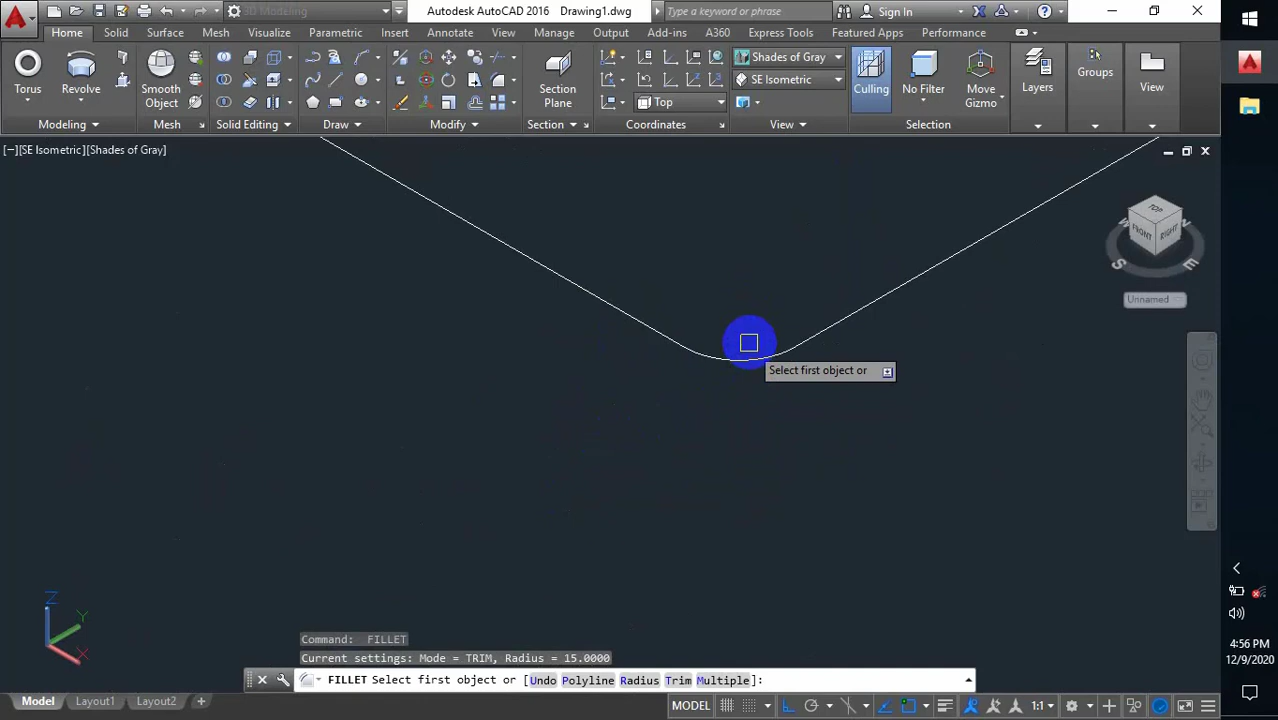 3D Modeling
Autodesk AutoCAD 2016 Drawing1.dwg
Type a keyword or phrase
Sign In
Home Solid Surface Mesh Visualize Parametric Insert Annotate View Manage Output Add-ins A360 Express Tools Featured Apps Performance
Torus
Revolve
Smooth
Object
Section
Plane
Shades of Gray
SE Isometric
Top
Culling
No Filter
Move
Gizmo
Layers
Groups
View
Modeling
Mesh
Solid Editing
Draw
Modify
Section
Coordinates
View
Selection
[−][SE Isometric][Shades of Gray]
TOP
FRONT
RIGHT
W
N
S
E
Unnamed
Select first object or
Z
Y
X
Command: FILLET
Current settings: Mode = TRIM, Radius = 15.0000
FILLET Select first object or [Undo Polyline Radius Trim Multiple]:
Model Layout1 Layout2 +
MODEL
1:1
4:56 PM
12/9/2020